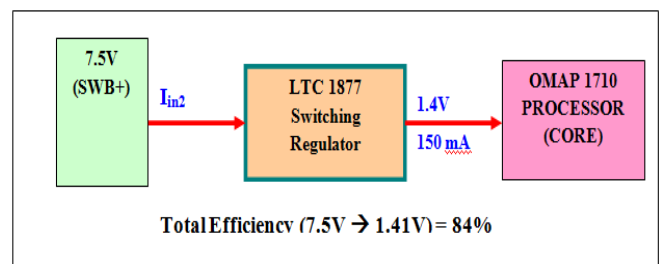 7.5V
(SWB+)
Iin2
LTC 1877
Switching
Regulator
1.4V
150 mA
OMAP 1710
PROCESSOR
(CORE)
Total Efficiency (7.5V → 1.41V) = 84%